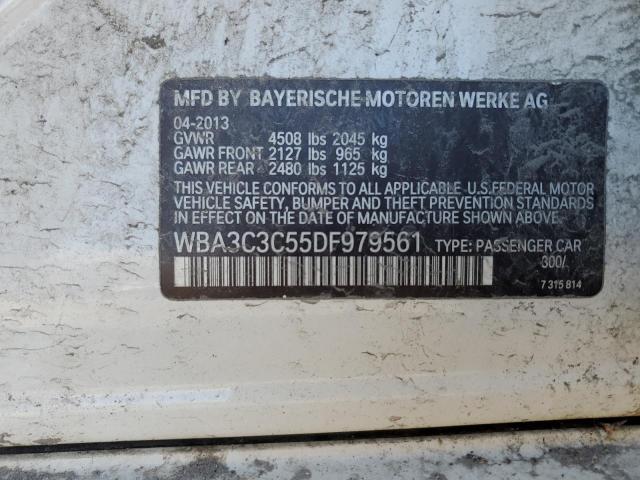 MFD BY BAYERISCHE MOTOREN WERKE AG
04-2013
GVWR 4508 lbs 2045 kg
GAWR FRONT 2127 lbs 965 kg
GAWR REAR 2480 lbs 1125 kg
THIS VEHICLE CONFORMS TO ALL APPLICABLE U.S.FEDERAL MOTOR
VEHICLE SAFETY, BUMPER AND THEFT PREVENTION STANDARDS IN
EFFECT ON THE DATE OF MANUFACTURE SHOWN ABOVE.
WBA3C3C55DF979561 TYPE: PASSENGER CAR
300/
7 315 814